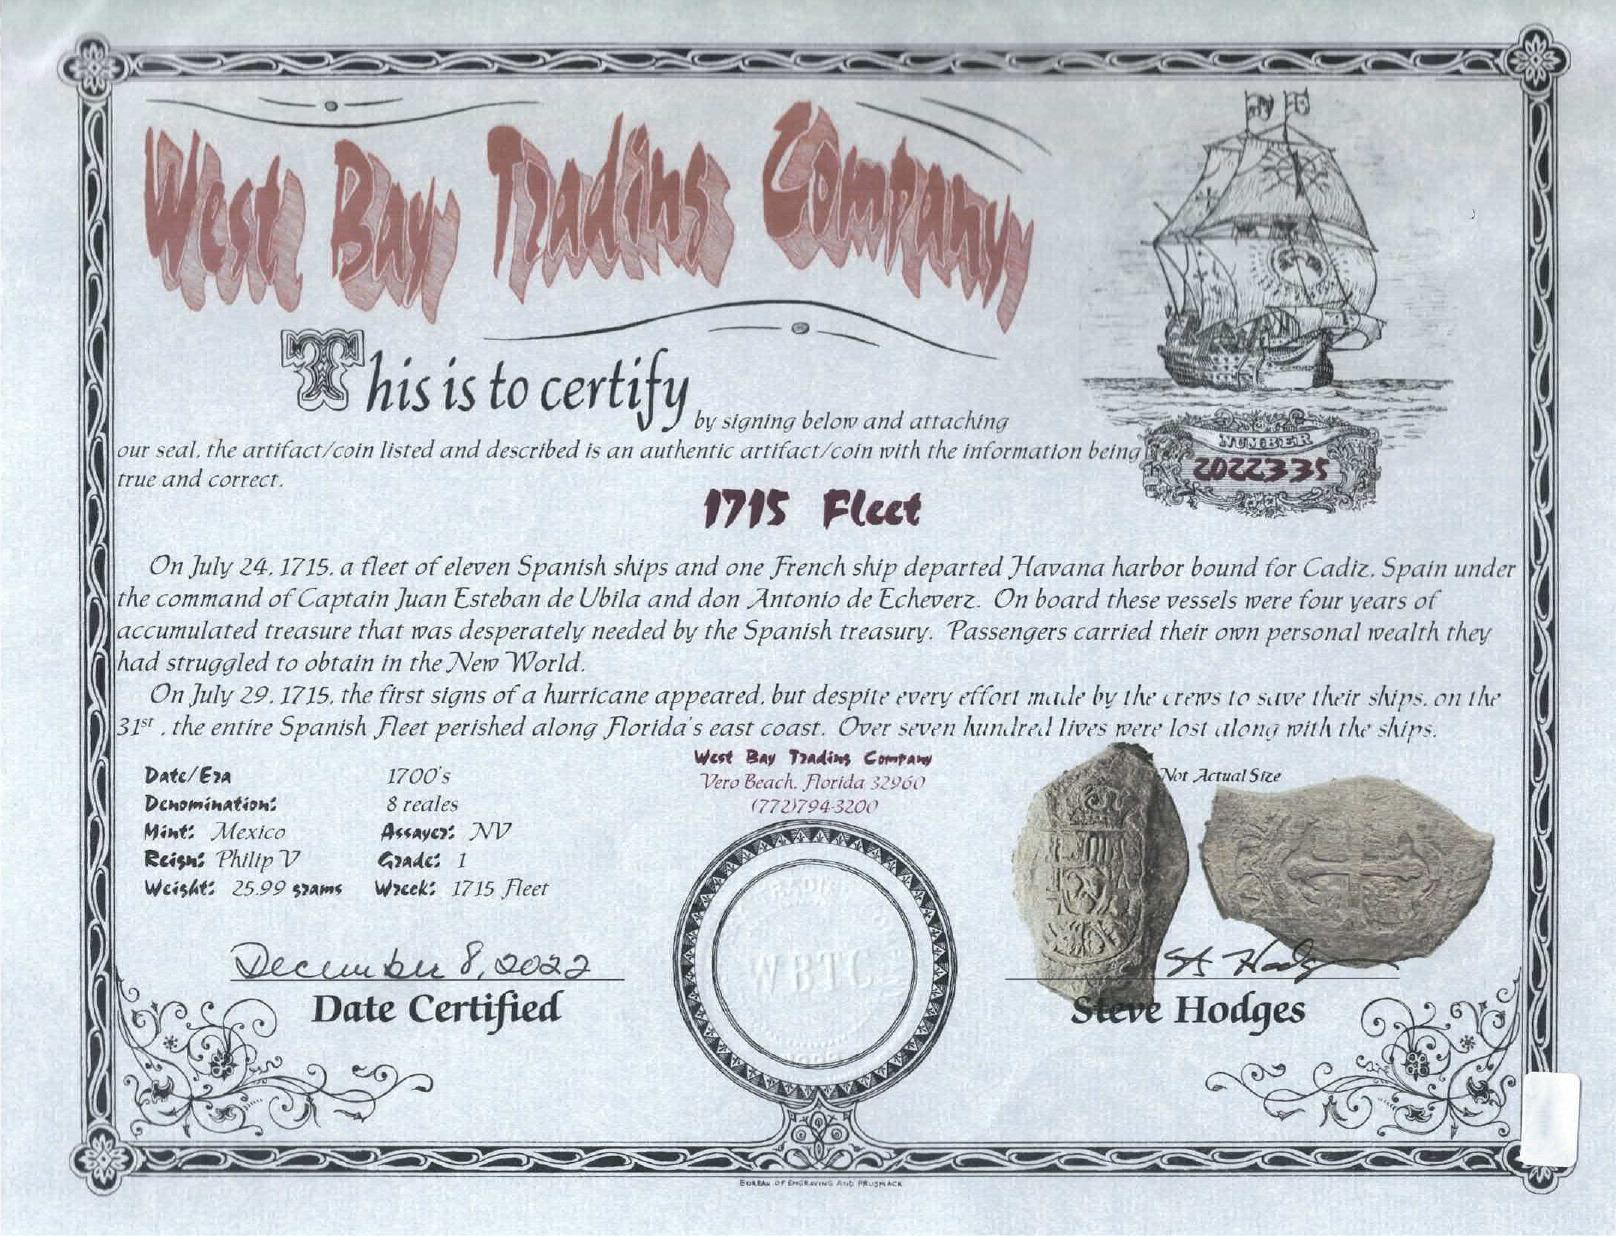 West Bay Trading Company
This is to certify by signing below and attaching
our seal, the artifact/coin listed and described is an authentic artifact/coin with the information being
true and correct.
NUMBER
2022335
1715 Fleet
On July 24, 1715, a fleet of eleven Spanish ships and one French ship departed Havana harbor bound for Cadiz, Spain under
the command of Captain Juan Esteban de Ubila and don Antonio de Echeverz. On board these vessels were four years of
accumulated treasure that was desperately needed by the Spanish treasury. Passengers carried their own personal wealth they
had struggled to obtain in the New World.
On July 29, 1715, the first signs of a hurricane appeared, but despite every effort made by the crews to save their ships, on the
31st, the entire Spanish Fleet perished along Florida's east coast. Over seven hundred lives were lost along with the ships.
West Bay Trading Company
Vero Beach, Florida 32960
(772)794-3200
Date/Era 1700's
Denomination: 8 reales
Mint: Mexico Assayer: NV
Reign: Philip V Grade: 1
Weight: 25.99 grams Wreck: 1715 Fleet
Not Actual Size
WBTC
December 8, 2022
Date Certified
St Hodges
Steve Hodges
BUREAU OF ENGRAVING AND PRUSMACK